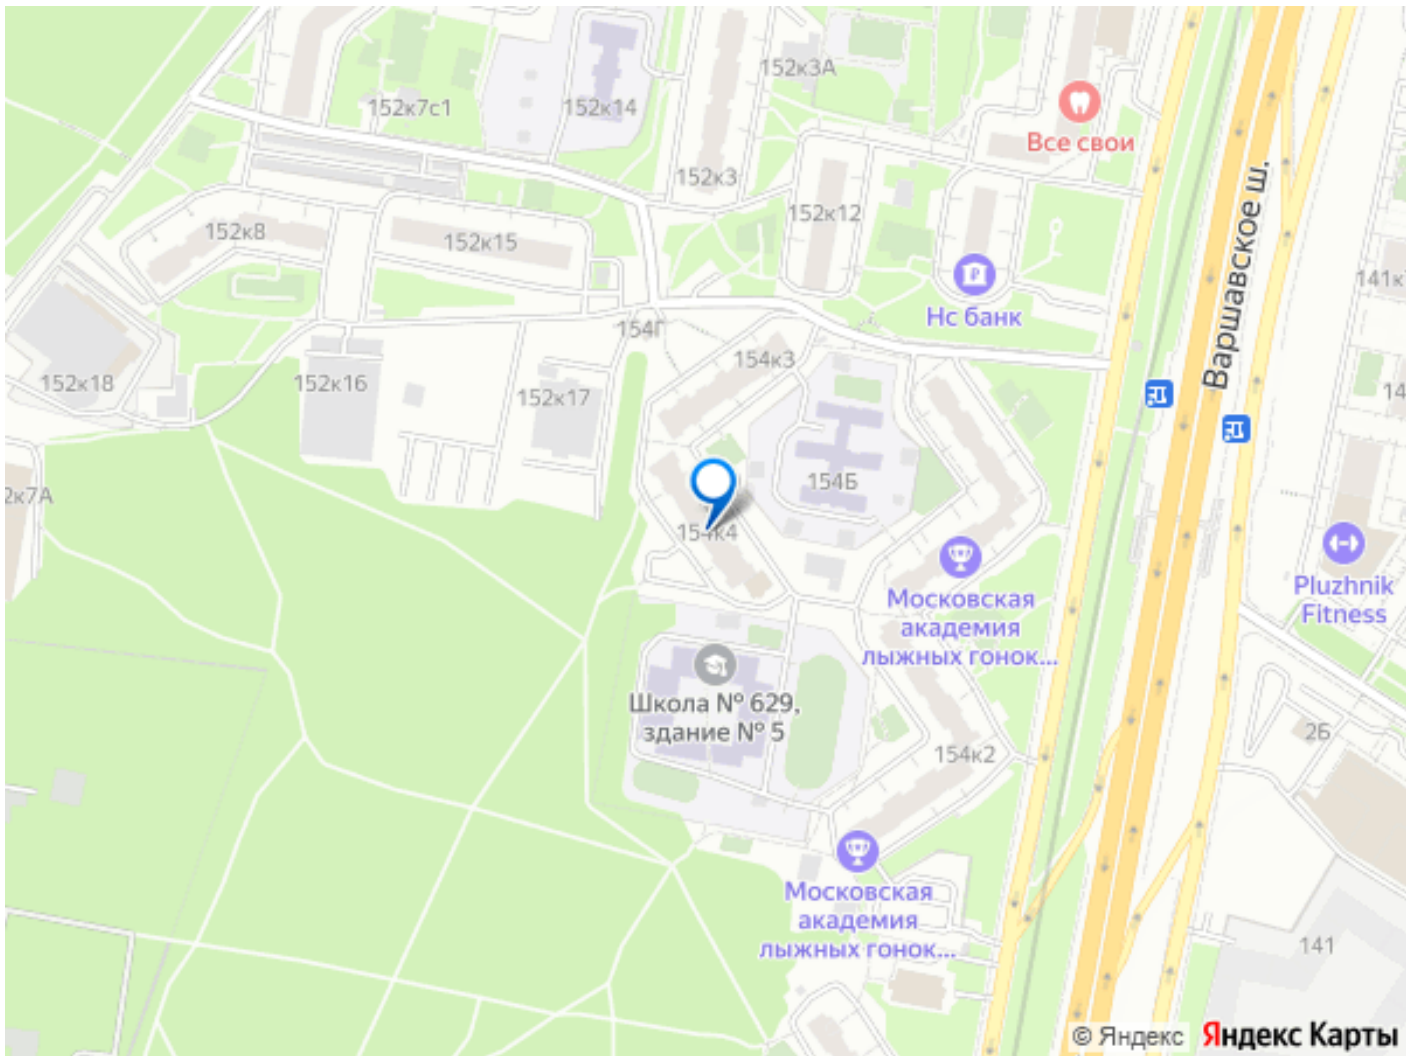 152к3А
152к7с1
152к14
Все свои
152к3
152к12
152к8
152к15
Варшавское ш.
141к
Нс банк
154Г
154к3
152к18
152к16
152к17
14
154Б
2к7А
154к4
Pluzhnik
Fitness
Московская
академия
лыжных гонок...
Школа № 629,
здание № 5
2Б
154к2
Московская
академия
лыжных гонок...
141
© Яндекс
Яндекс Карты